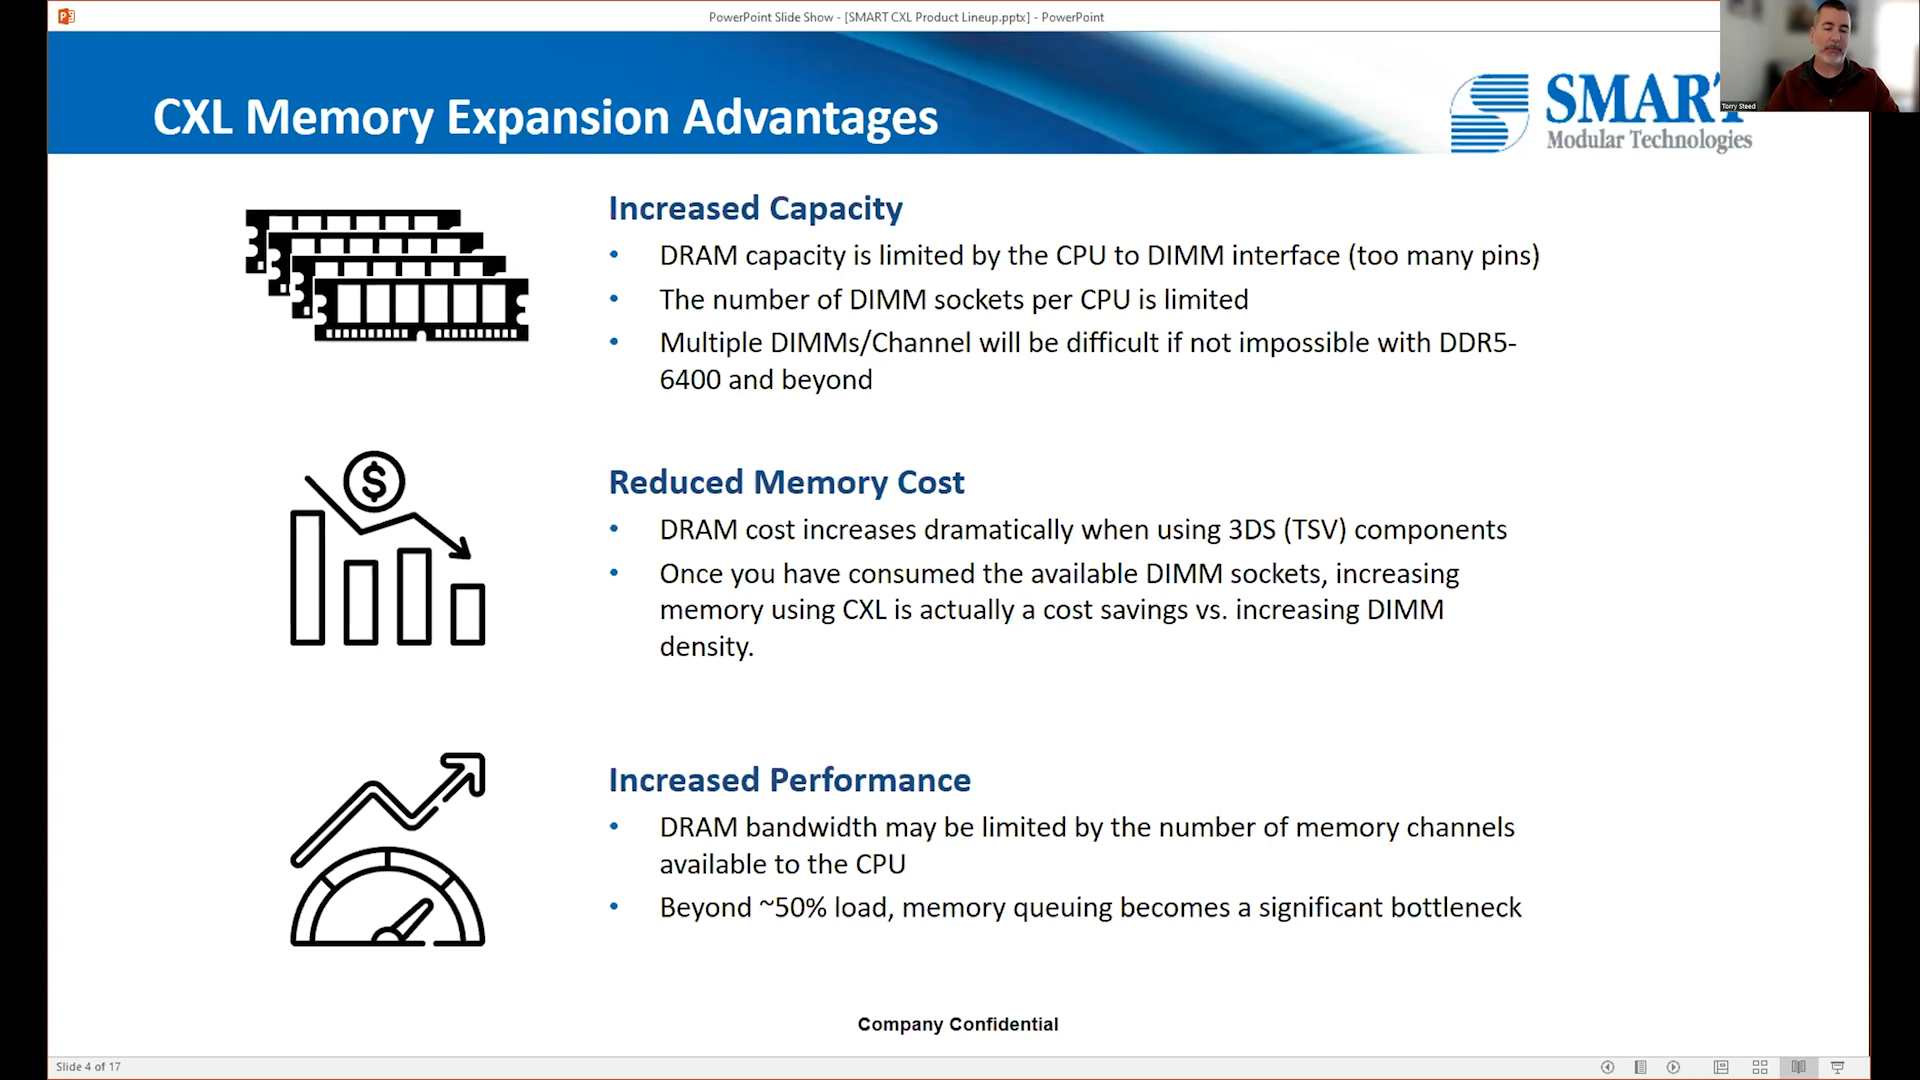 PowerPoint Slide Show - [SMART CXL Product Lineup.pptx] - PowerPoint
CXL Memory Expansion Advantages
SMART
Modular Technologies
Torry Steed
Increased Capacity
• DRAM capacity is limited by the CPU to DIMM interface (too many pins)
• The number of DIMM sockets per CPU is limited
• Multiple DIMMs/Channel will be difficult if not impossible with DDR5-
6400 and beyond
$
Reduced Memory Cost
• DRAM cost increases dramatically when using 3DS (TSV) components
• Once you have consumed the available DIMM sockets, increasing
memory using CXL is actually a cost savings vs. increasing DIMM
density.
Increased Performance
• DRAM bandwidth may be limited by the number of memory channels
available to the CPU
• Beyond ~50% load, memory queuing becomes a significant bottleneck
Company Confidential
Slide 4 of 17